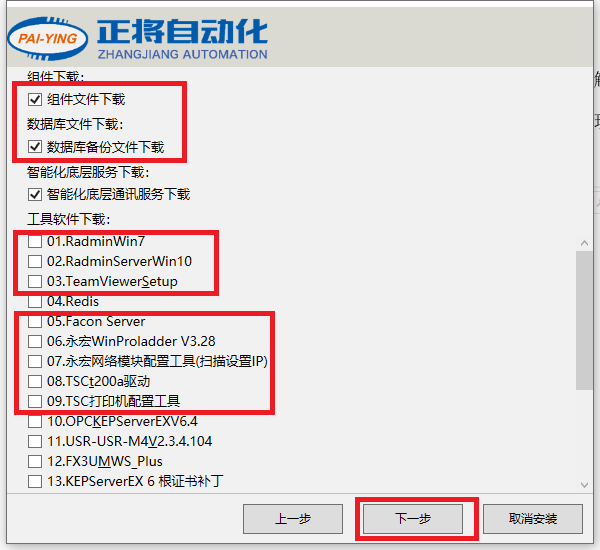 PAI-YING 正将自动化
ZHANGJIANG AUTOMATION
组件下载:
组件文件下载
数据库文件下载:
数据库备份文件下载
智能化底层服务下载:
智能化底层通讯服务下载
工具软件下载:
01.RadminWin7
02.RadminServerWin10
03.TeamViewerSetup
04.Redis
05.Facon Server
06.永宏WinProladder V3.28
07.永宏网络模块配置工具(扫描设置IP)
08.TSCt200a驱动
09.TSC打印机配置工具
10.OPCKEPServerEXV6.4
11.USR-USR-M4V2.3.4.104
12.FX3UMWS_Plus
13.KEPServerEX 6 根证书补丁
上一步 下一步 取消安装